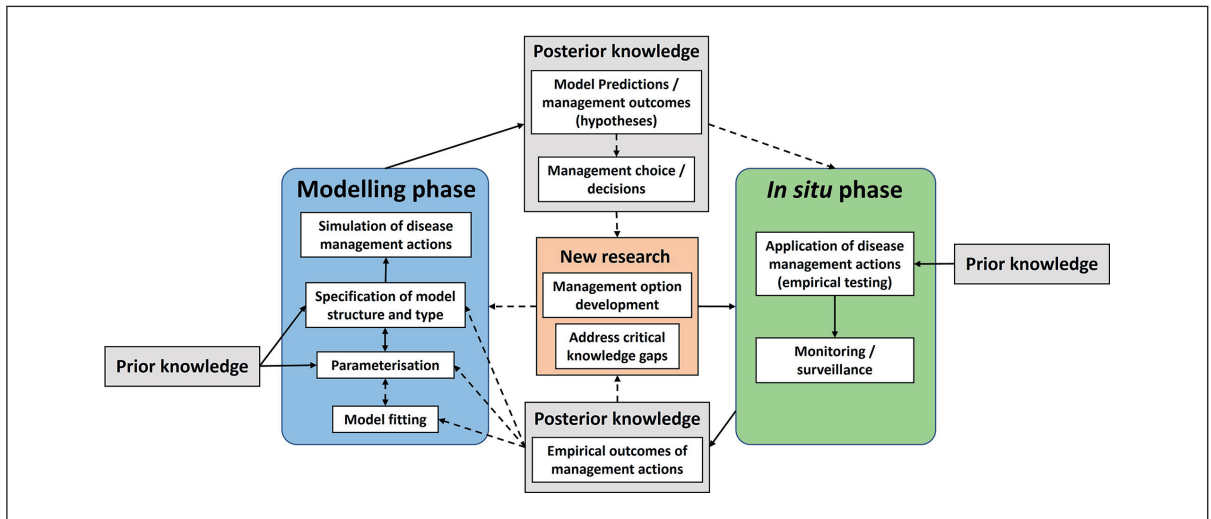 Posterior knowledge
Model Predictions /
management outcomes
(hypotheses)
Management choice /
decisions
Modelling phase
Simulation of disease
management actions
Specification of model
structure and type
Parameterisation
Model fitting
Prior knowledge
New research
Management option
development
Address critical
knowledge gaps
Posterior knowledge
Empirical outcomes of
management actions
In situ phase
Application of disease
management actions
(empirical testing)
Monitoring /
surveillance
Prior knowledge